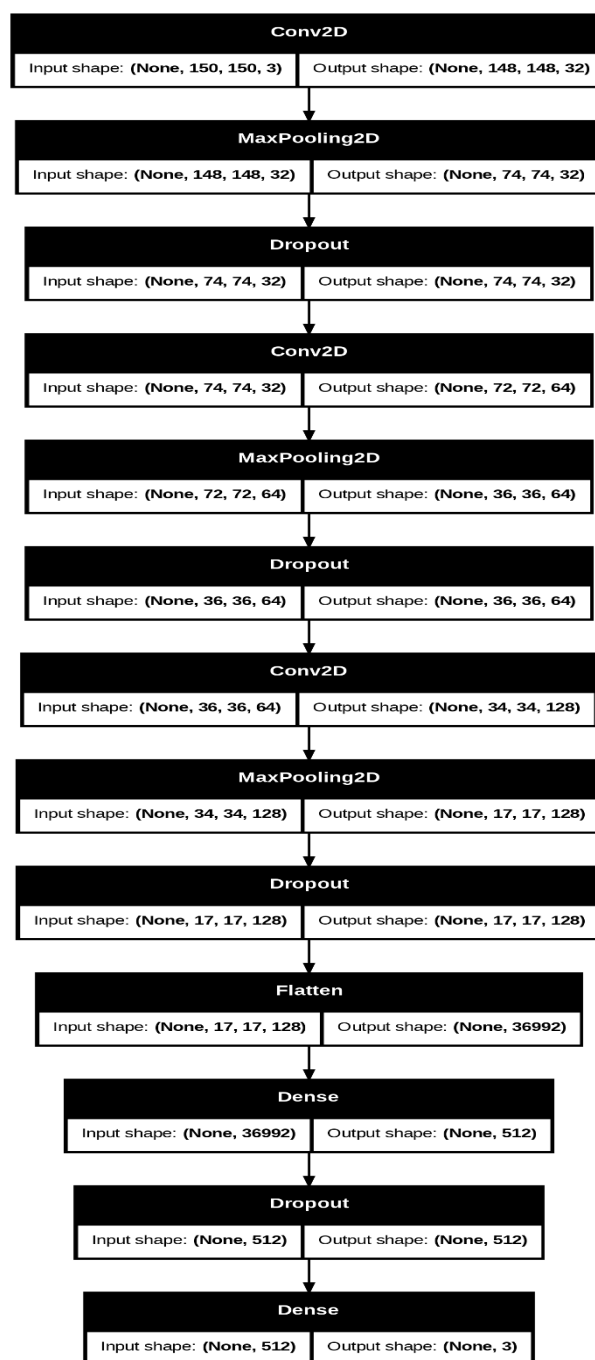 Conv2D
Input shape: (None, 150, 150, 3) Output shape: (None, 148, 148, 32)
MaxPooling2D
Input shape: (None, 148, 148, 32) Output shape: (None, 74, 74, 32)
Dropout
Input shape: (None, 74, 74, 32) Output shape: (None, 74, 74, 32)
Conv2D
Input shape: (None, 74, 74, 32) Output shape: (None, 72, 72, 64)
MaxPooling2D
Input shape: (None, 72, 72, 64) Output shape: (None, 36, 36, 64)
Dropout
Input shape: (None, 36, 36, 64) Output shape: (None, 36, 36, 64)
Conv2D
Input shape: (None, 36, 36, 64) Output shape: (None, 34, 34, 128)
MaxPooling2D
Input shape: (None, 34, 34, 128) Output shape: (None, 17, 17, 128)
Dropout
Input shape: (None, 17, 17, 128) Output shape: (None, 17, 17, 128)
Flatten
Input shape: (None, 17, 17, 128) Output shape: (None, 36992)
Dense
Input shape: (None, 36992) Output shape: (None, 512)
Dropout
Input shape: (None, 512) Output shape: (None, 512)
Dense
Input shape: (None, 512) Output shape: (None, 3)